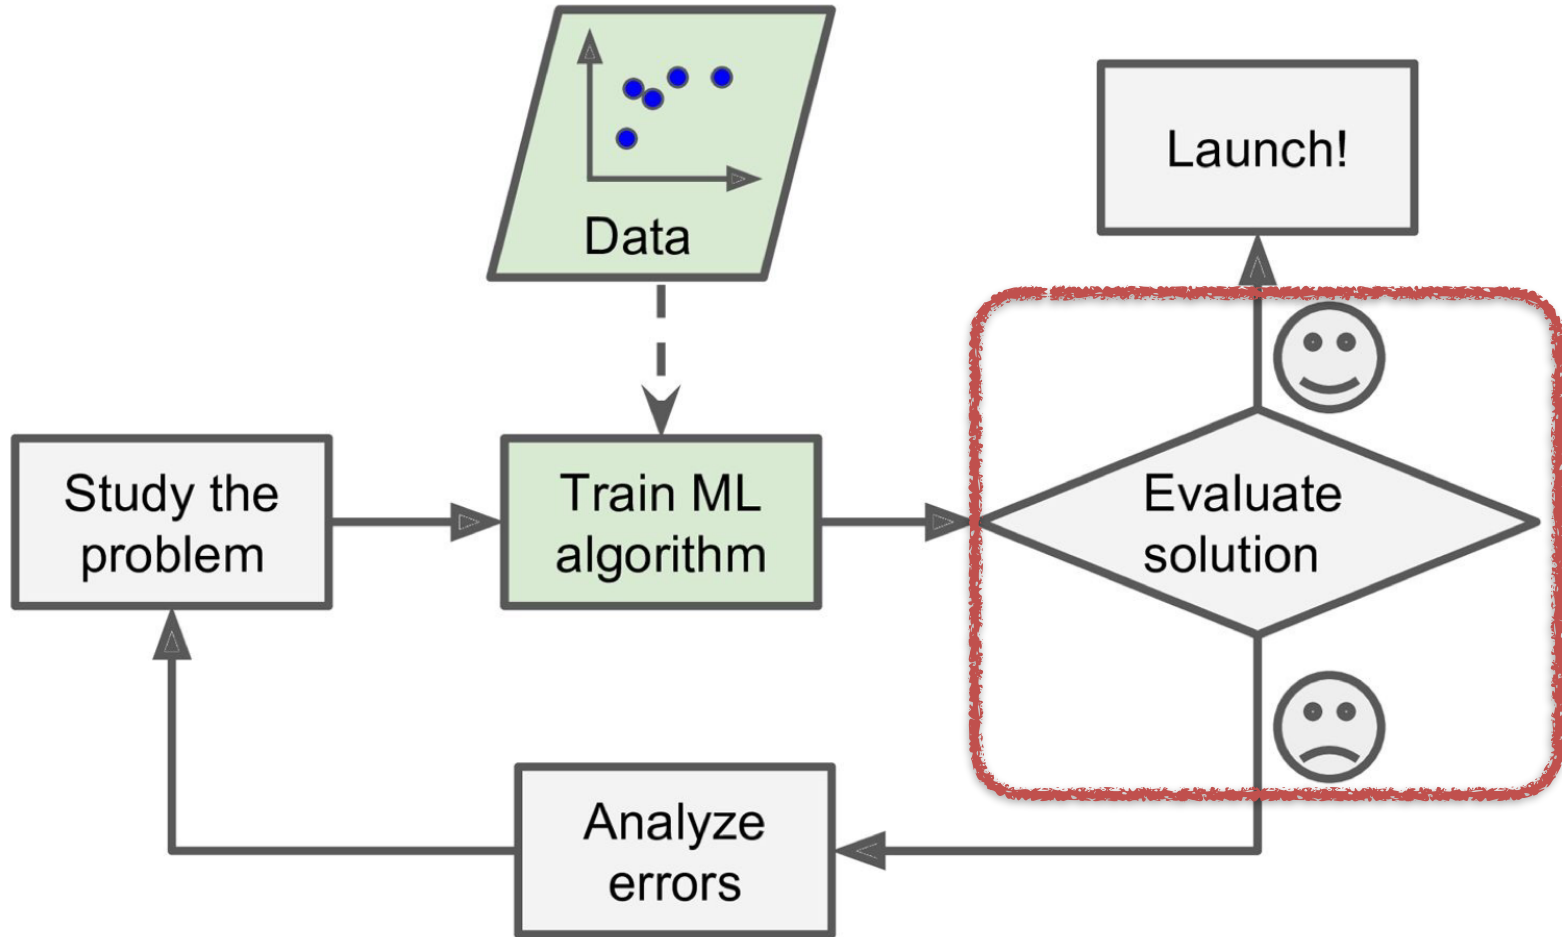 Data
Launch!
Study the
problem
Train ML
algorithm
Evaluate
solution
Analyze
errors